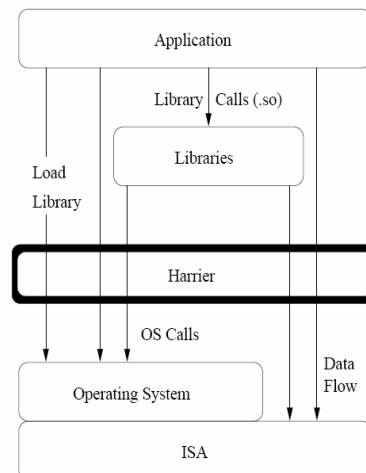 Application
Library Calls (.so)
Libraries
Load
Library
Harrier
OS Calls
Operating System
Data
Flow
ISA